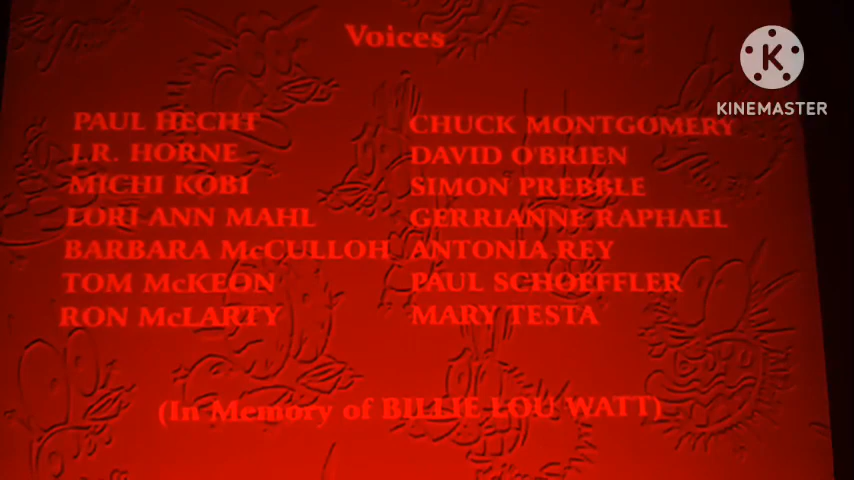 Voices
PAUL HECHT
J.R. HORNE
MICHI KOBI
LORI ANN MAHL
BARBARA McCULLOH
TOM McKEON
RON McLARTY
CHUCK MONTGOMERY
DAVID O'BRIEN
SIMON PREBBLE
GERRIANNE RAPHAEL
ANTONIA REY
PAUL SCHOEFFLER
MARY TESTA
(In Memory of BILLIE LOU WATT)
K
KINEMASTER